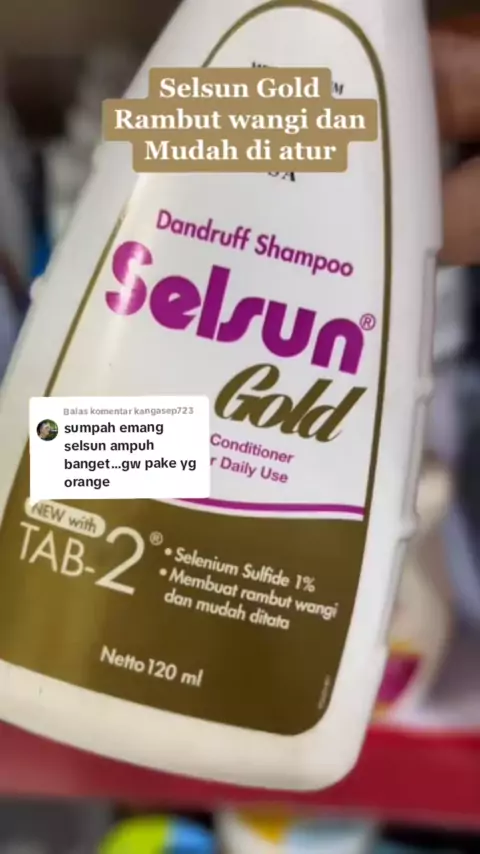 Selsun Gold
Rambut wangi dan
Mudah di atur
Dandruff Shampoo
Selsun®
Gold
Conditioner
Daily Use
Balas komentar kangasep723
sumpah emang
selsun ampuh
banget...gw pake yg
orange
NEW with
TAB-2®
• Selenium Sulfide 1%
• Membuat rambut wangi
dan mudah ditata
Netto 120 ml